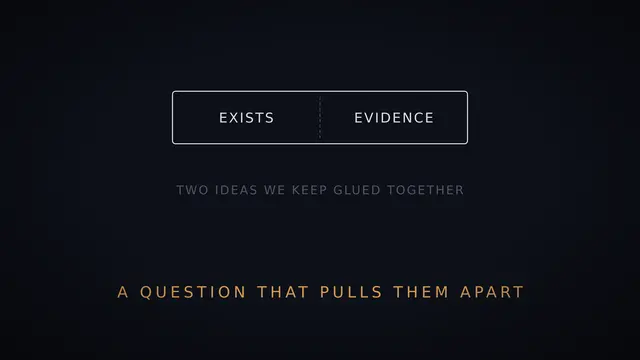 EXISTS EVIDENCE
TWO IDEAS WE KEEP GLUED TOGETHER
A QUESTION THAT PULLS THEM APART